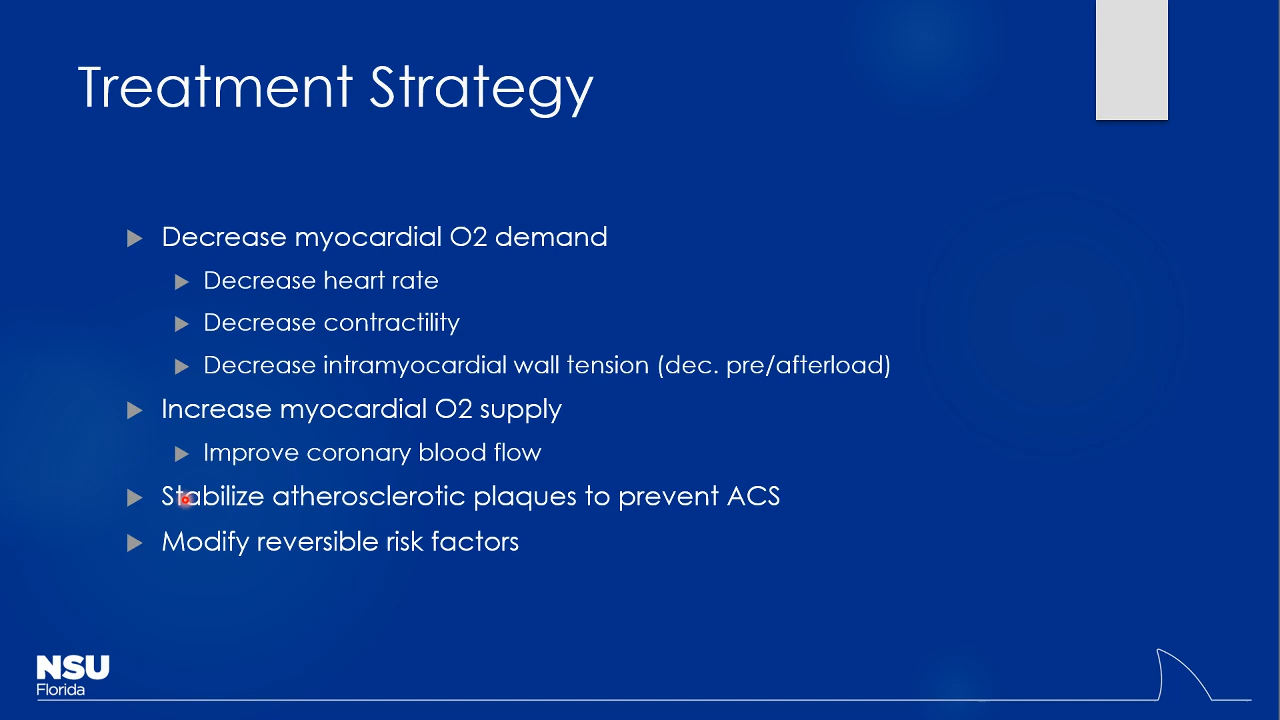 Treatment Strategy
Decrease myocardial O2 demand
Decrease heart rate
Decrease contractility
Decrease intramyocardial wall tension (dec. pre/afterload)
Increase myocardial O2 supply
Improve coronary blood flow
Stabilize atherosclerotic plaques to prevent ACS
Modify reversible risk factors
NSU
Florida